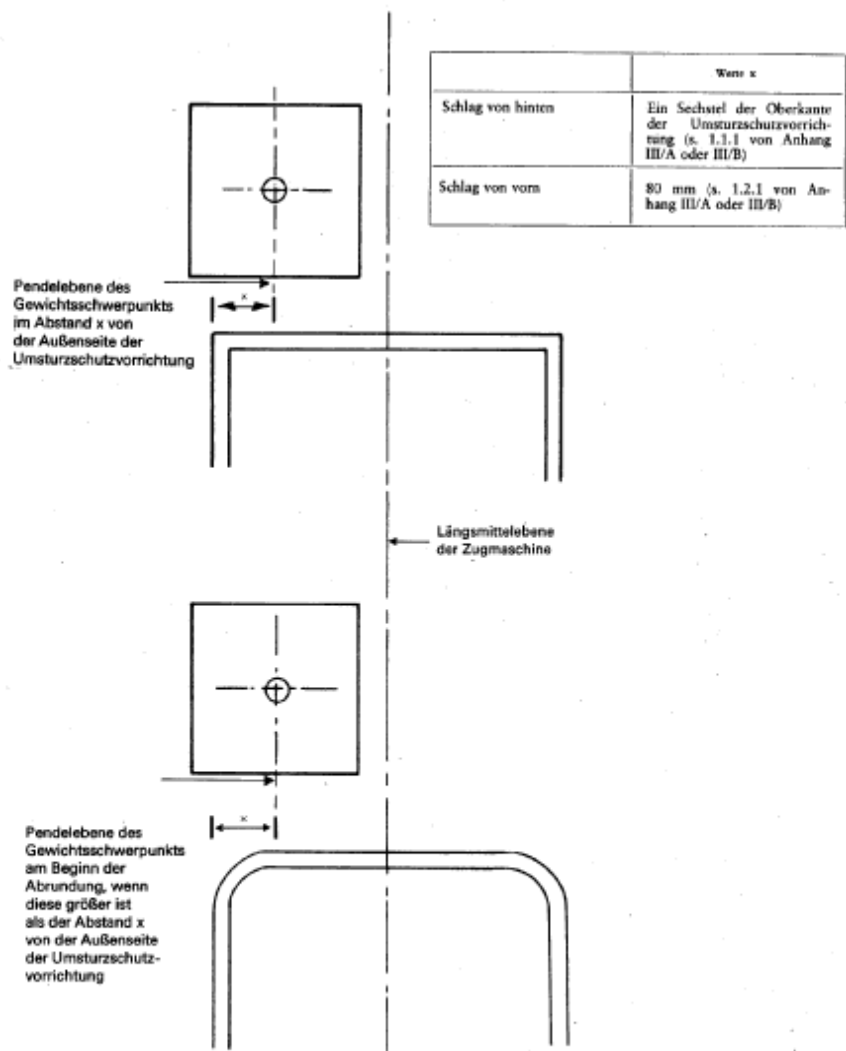 Werte x
Schlag von hinten
Ein Sechstel der Oberkante
der Umsturzschutzvorrich-
tung (s. 1.1.1 von Anhang
III/A oder III/B)
Schlag von vorn
80 mm (s. 1.2.1 von An-
hang III/A oder III/B)
Pendelebene des
Gewichtsschwerpunkts
im Abstand x von
der Außenseite der
Umsturzschutzvorrichtung
x
Längsmittelebene
der Zugmaschine
x
Pendelebene des
Gewichtsschwerpunkts
am Beginn der
Abrundung, wenn
diese größer ist
als der Abstand x
von der Außenseite
der Umsturzschutz-
vorrichtung